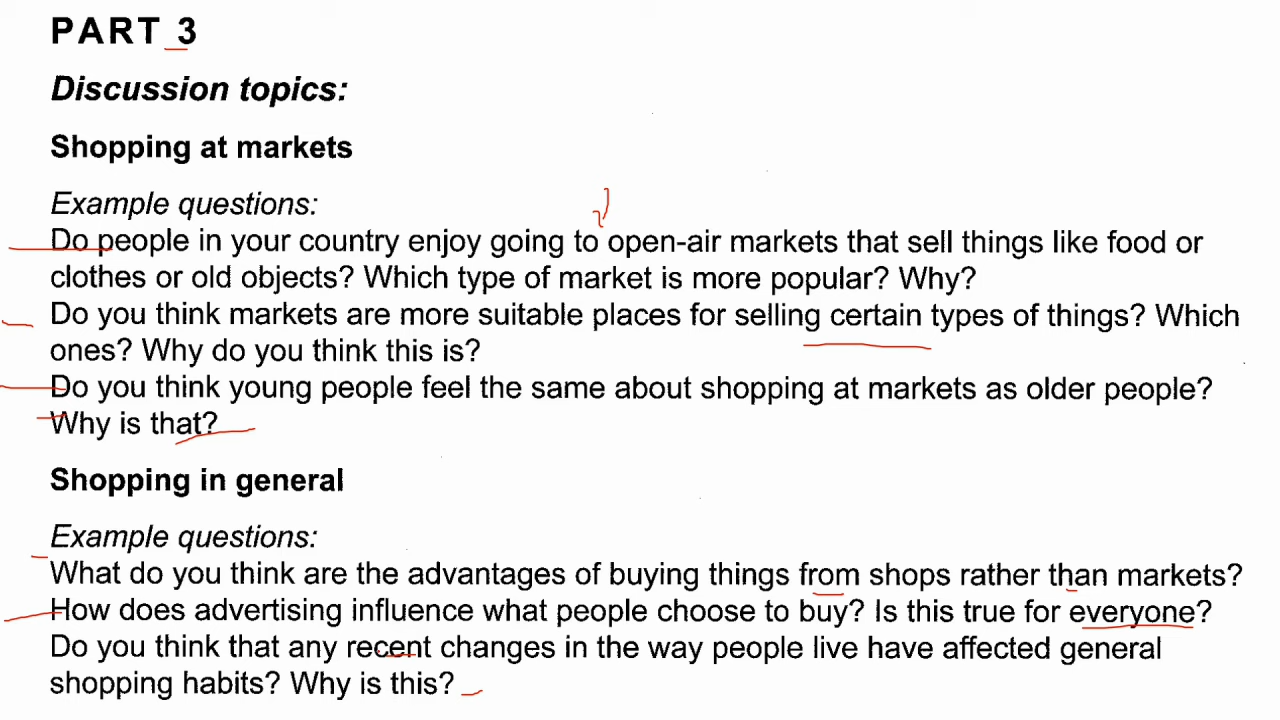 PART 3
Discussion topics:
Shopping at markets
Example questions:
Do people in your country enjoy going to open-air markets that sell things like food or
clothes or old objects? Which type of market is more popular? Why?
Do you think markets are more suitable places for selling certain types of things? Which
ones? Why do you think this is?
Do you think young people feel the same about shopping at markets as older people?
Why is that?
Shopping in general
Example questions:
What do you think are the advantages of buying things from shops rather than markets?
How does advertising influence what people choose to buy? Is this true for everyone?
Do you think that any recent changes in the way people live have affected general
shopping habits? Why is this?